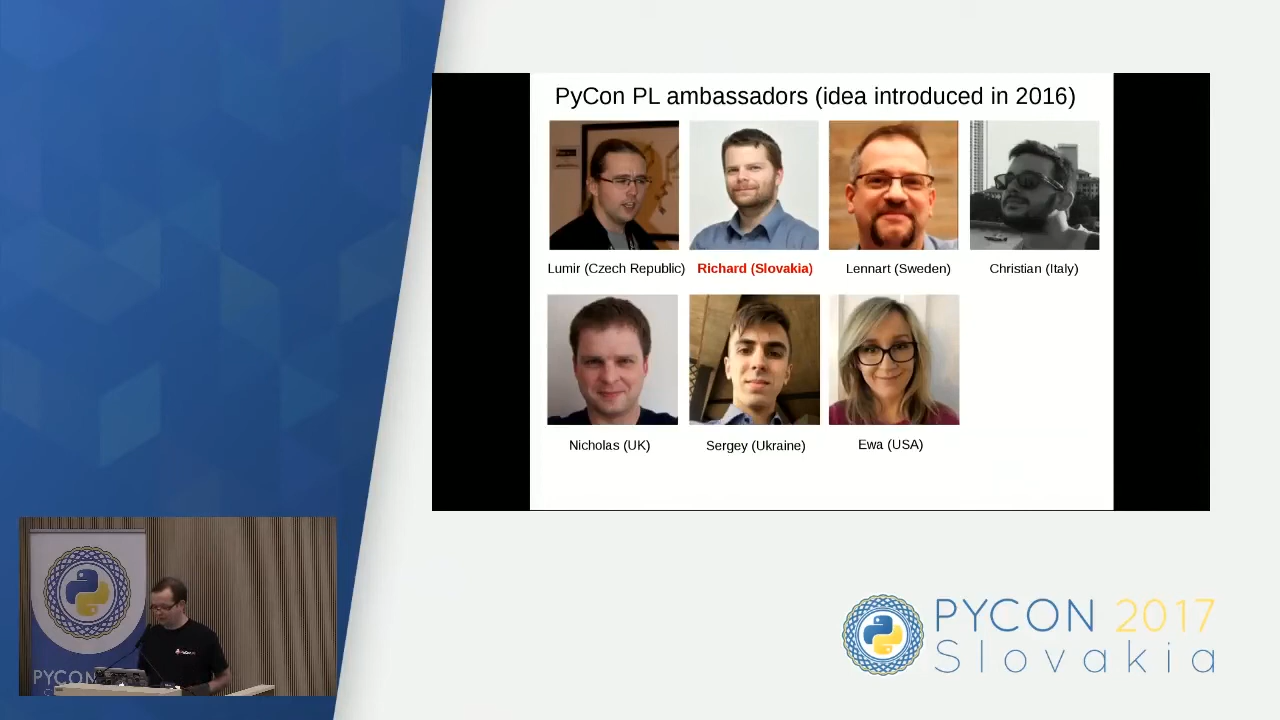 PyCon PL ambassadors (idea introduced in 2016)
Lumir (Czech Republic)
Richard (Slovakia)
Lennart (Sweden)
Christian (Italy)
Nicholas (UK)
Sergey (Ukraine)
Ewa (USA)
PYCON
PYCON 2017
Slovakia